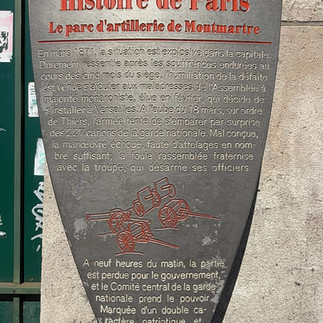 Histoire de Paris
Le parc d'artillerie de Montmartre
En mars 1871, la situation est explosive dans la capitale.
Durement ressentie après les souffrances endurées au
cours des cinq mois du siège, l'humiliation de la défaite
est venue s'ajouter aux maladresses de l'Assemblée à
majorité monarchiste, élue en février, qui décide de
s'installer à Versailles. À l'aube du 18 mars, sur ordre
de Thiers, l'armée tente de s'emparer par surprise
des 227 canons de la garde nationale. Mal conçue,
la manœuvre échoue, faute d'attelages en nom-
bre suffisant; la foule rassemblée fraternise
avec la troupe, qui désarme ses officiers.
A neuf heures du matin, la partie
est perdue pour le gouvernement,
et le Comité central de la garde
nationale prend le pouvoir.
Marquée d'un double ca-
ractère, patriotique et